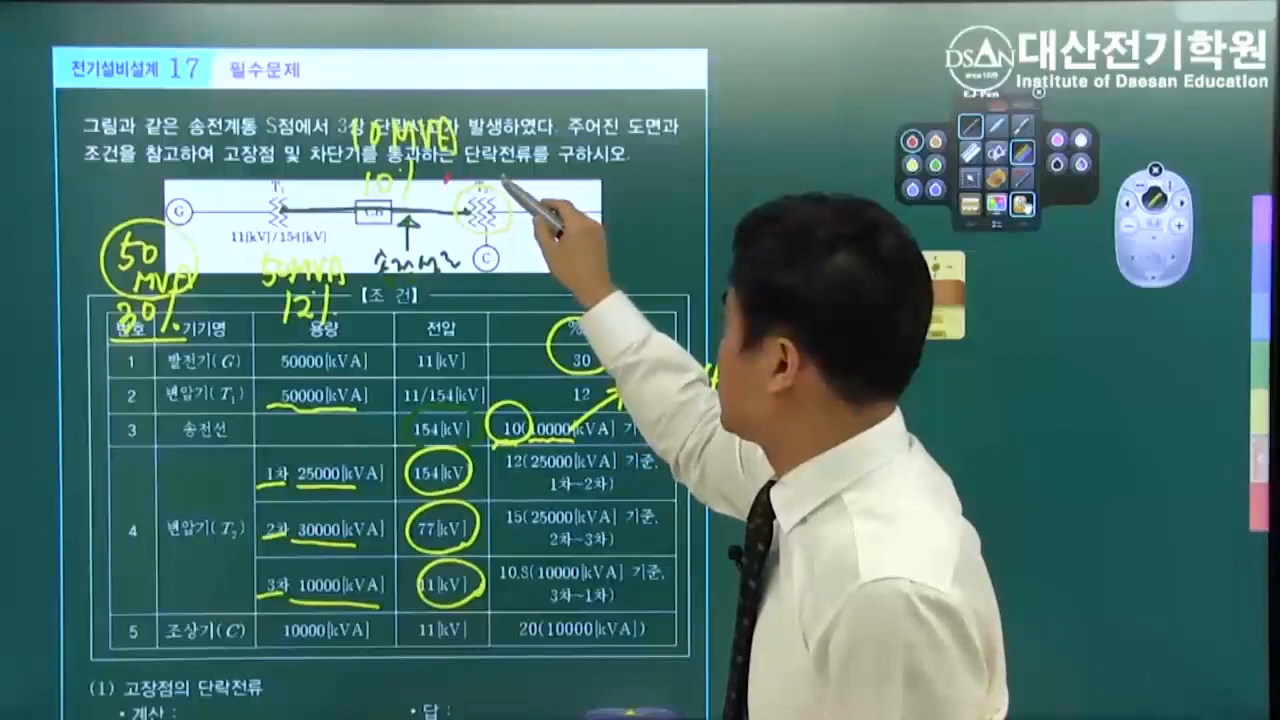 DSAN
since 1979
대산전기학원
Institute of Daesan Education
E.J Pen
전기설비설계 17 필수문제
그림과 같은 송전계통 S점에서 3상 발생하였다. 주어진 도면과
조건을 참고하여 고장점 및 차단기를 통과하는 단락전류를 구하시오.
10MVA
10%
T₁
G
CB
11[kV]/154[kV]
C
송전선로
50
MVA
30%
50MVA
12%
【조 건】
번호 기기명 용량 전압
1 발전기(G) 50000[kVA] 11[kV] 30
2 변압기(T₁) 50000[kVA] 11/154[kV] 12
3 송전선 154[kV] 10(10000[kVA]
4 변압기(T₂)
1차 25000[kVA] 154[kV] 12(25000[kVA] 기준,
1차~2차)
2차 30000[kVA] 77[kV] 15(25000[kVA] 기준,
2차~3차)
3차 10000[kVA] 11[kV] 10.8(10000[kVA] 기준,
3차~1차)
5 조상기(C) 10000[kVA] 11[kV] 20(10000[kVA])
(1) 고장점의 단락전류
• 계산 : • 답 :